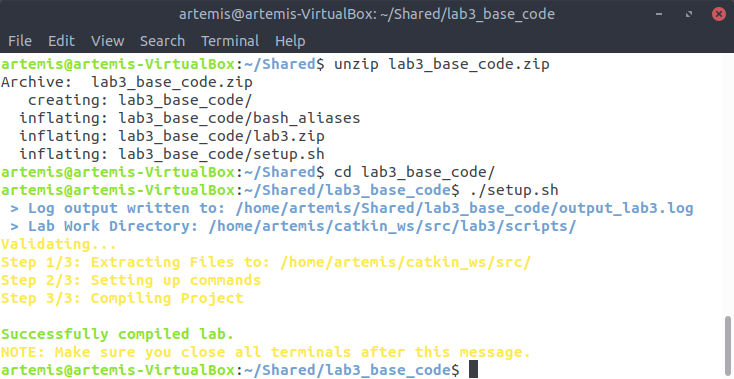 artemis@artemis-VirtualBox: ~/Shared/lab3_base_code
File Edit View Search Terminal Help
artemis@artemis-VirtualBox:~/Shared$ unzip lab3_base_code.zip
Archive:  lab3_base_code.zip
   creating: lab3_base_code/
  inflating: lab3_base_code/bash_aliases
  inflating: lab3_base_code/lab3.zip
  inflating: lab3_base_code/setup.sh
artemis@artemis-VirtualBox:~/Shared$ cd lab3_base_code/
artemis@artemis-VirtualBox:~/Shared/lab3_base_code$ ./setup.sh
 > Log output written to: /home/artemis/Shared/lab3_base_code/output_lab3.log
 > Lab Work Directory: /home/artemis/catkin_ws/src/lab3/scripts/
Validating...
Step 1/3: Extracting Files to: /home/artemis/catkin_ws/src/
Step 2/3: Setting up commands
Step 3/3: Compiling Project
Successfully compiled lab.
NOTE: Make sure you close all terminals after this message.
artemis@artemis-VirtualBox:~/Shared/lab3_base_code$